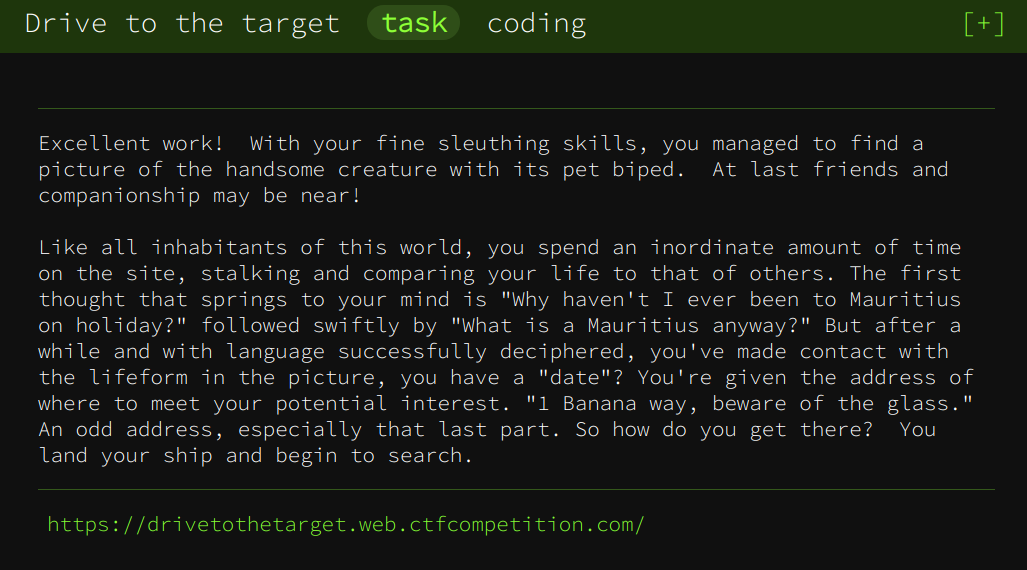 Drive to the target task coding [+]
Excellent work!  With your fine sleuthing skills, you managed to find a
picture of the handsome creature with its pet biped.  At last friends and
companionship may be near!
Like all inhabitants of this world, you spend an inordinate amount of time
on the site, stalking and comparing your life to that of others. The first
thought that springs to your mind is "Why haven't I ever been to Mauritius
on holiday?" followed swiftly by "What is a Mauritius anyway?" But after a
while and with language successfully deciphered, you've made contact with
the lifeform in the picture, you have a "date"? You're given the address of
where to meet your potential interest. "1 Banana way, beware of the glass."
An odd address, especially that last part. So how do you get there?  You
land your ship and begin to search.
https://drivetothetarget.web.ctfcompetition.com/